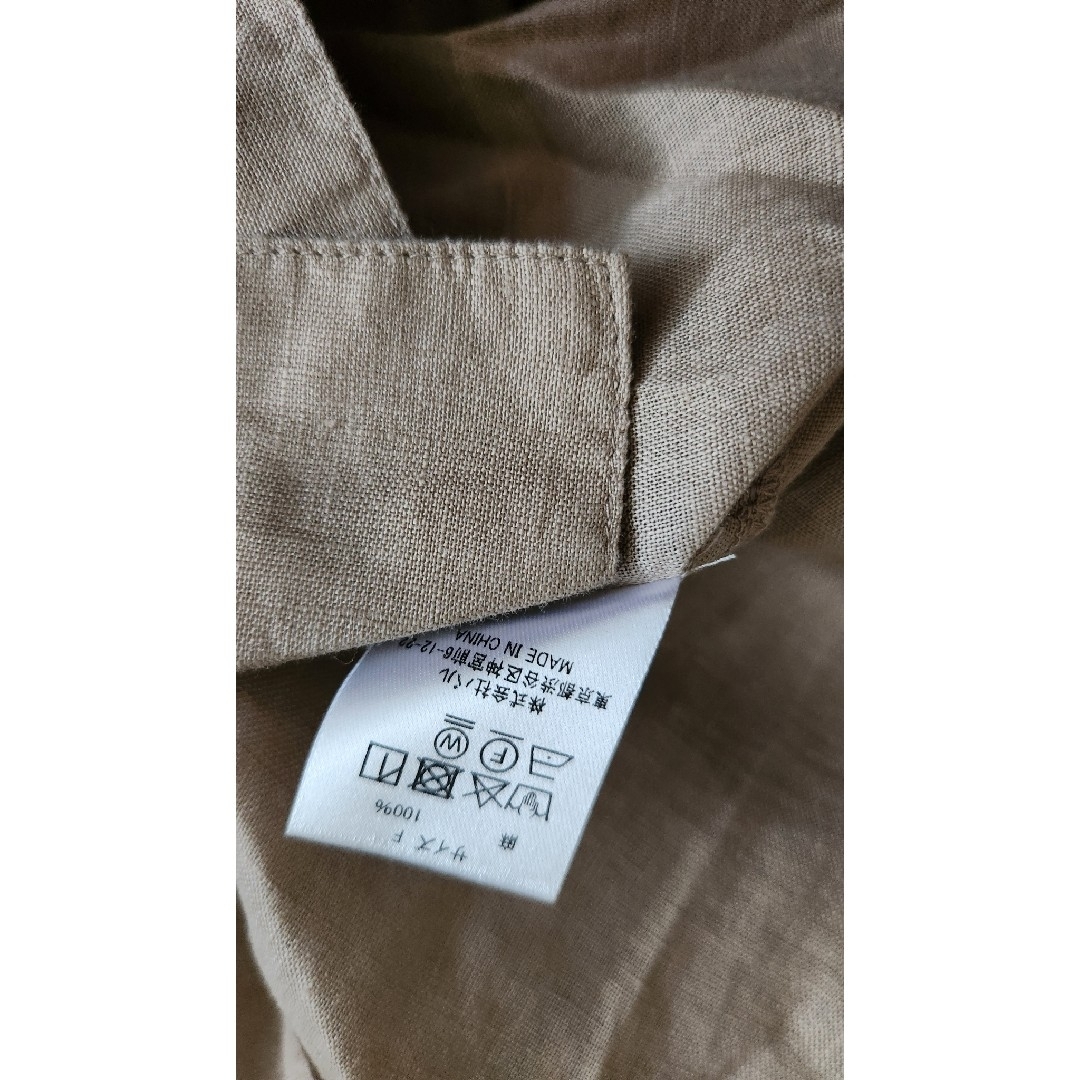 サイズ F
麻 100%
F W
株式会社パル
東京都渋谷区神宮前6-12-22
MADE IN CHINA